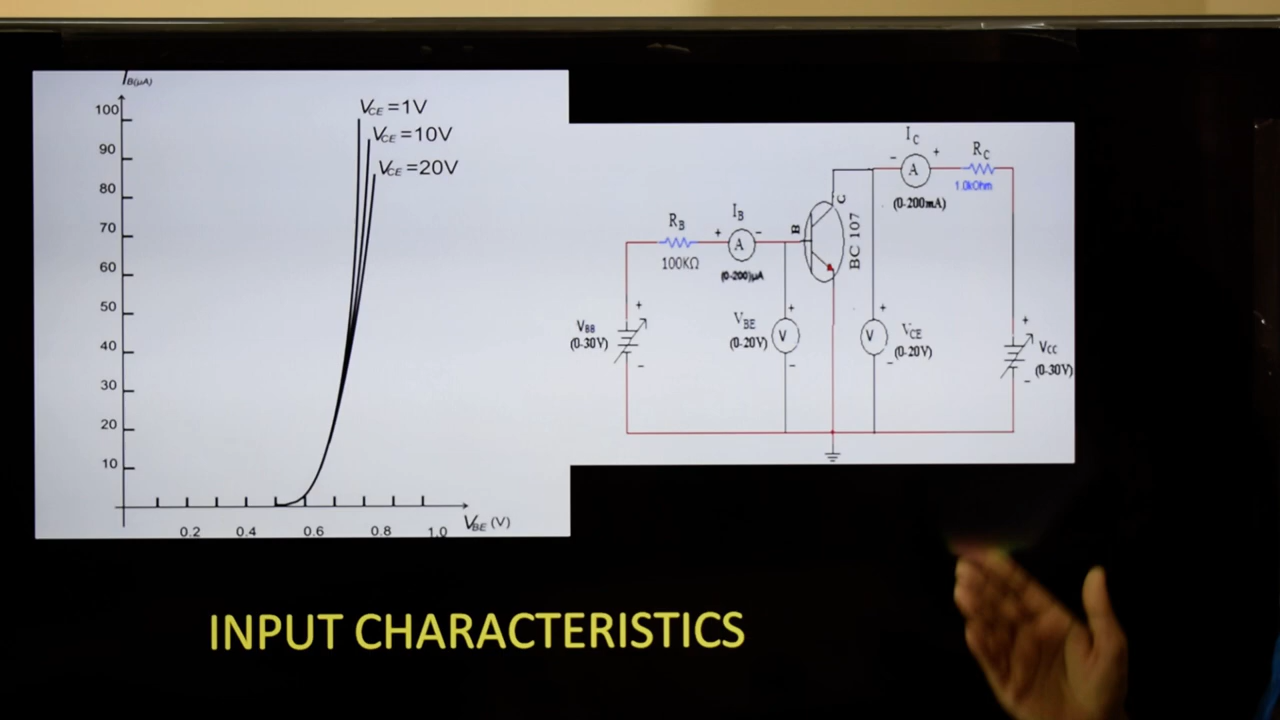 IB(μA)
100
90
80
70
60
50
40
30
20
10
VCE =1V
VCE =10V
VCE =20V
0.2 0.4 0.6 0.8 1.0
VBE (V)
IC
- A +
RC
1.0kOhm
(0-200mA)
C
B
BC 107
RB
100KΩ
IB
+ A -
(0-200)μA
VBB
(0-30V)
+
-
VBE
(0-20V)
+
V
-
+
V
-
VCE
(0-20V)
+
-
VCC
(0-30V)
INPUT CHARACTERISTICS